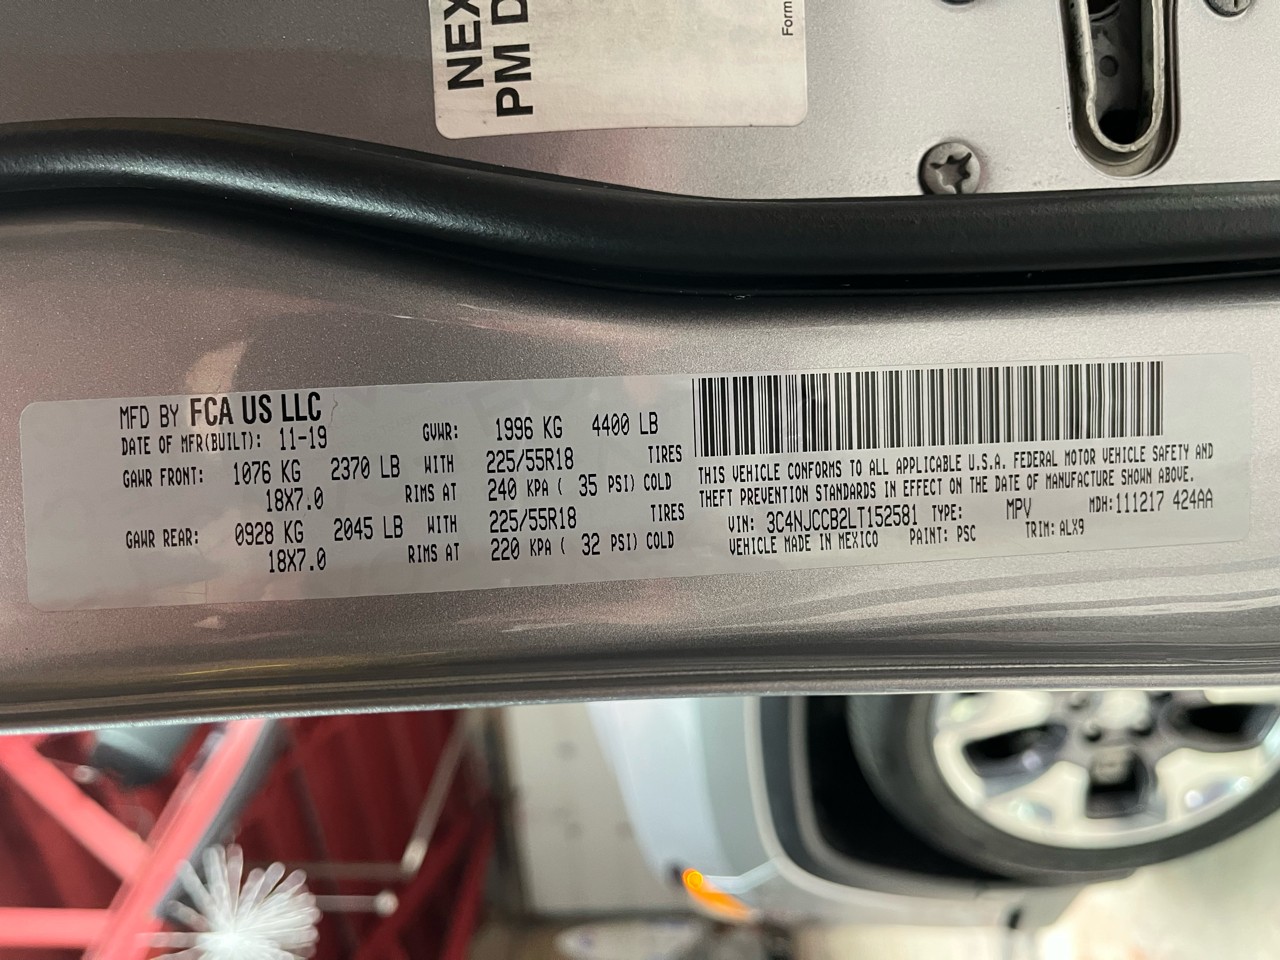 NEX
PM D
Form
MFD BY FCA US LLC
DATE OF MFR(BUILT): 11-19 GVWR: 1996 KG 4400 LB
GAWR FRONT: 1076 KG 2370 LB WITH 225/55R18 TIRES
18X7.0 RIMS AT 240 KPA ( 35 PSI) COLD
GAWR REAR: 0928 KG 2045 LB WITH 225/55R18 TIRES
18X7.0 RIMS AT 220 KPA ( 32 PSI) COLD
THIS VEHICLE CONFORMS TO ALL APPLICABLE U.S.A. FEDERAL MOTOR VEHICLE SAFETY AND
THEFT PREVENTION STANDARDS IN EFFECT ON THE DATE OF MANUFACTURE SHOWN ABOVE.
VIN: 3C4NJCCB2LT152581 TYPE: MPV MDH:111217 424AA
VEHICLE MADE IN MEXICO PAINT: PSC TRIM: ALX9